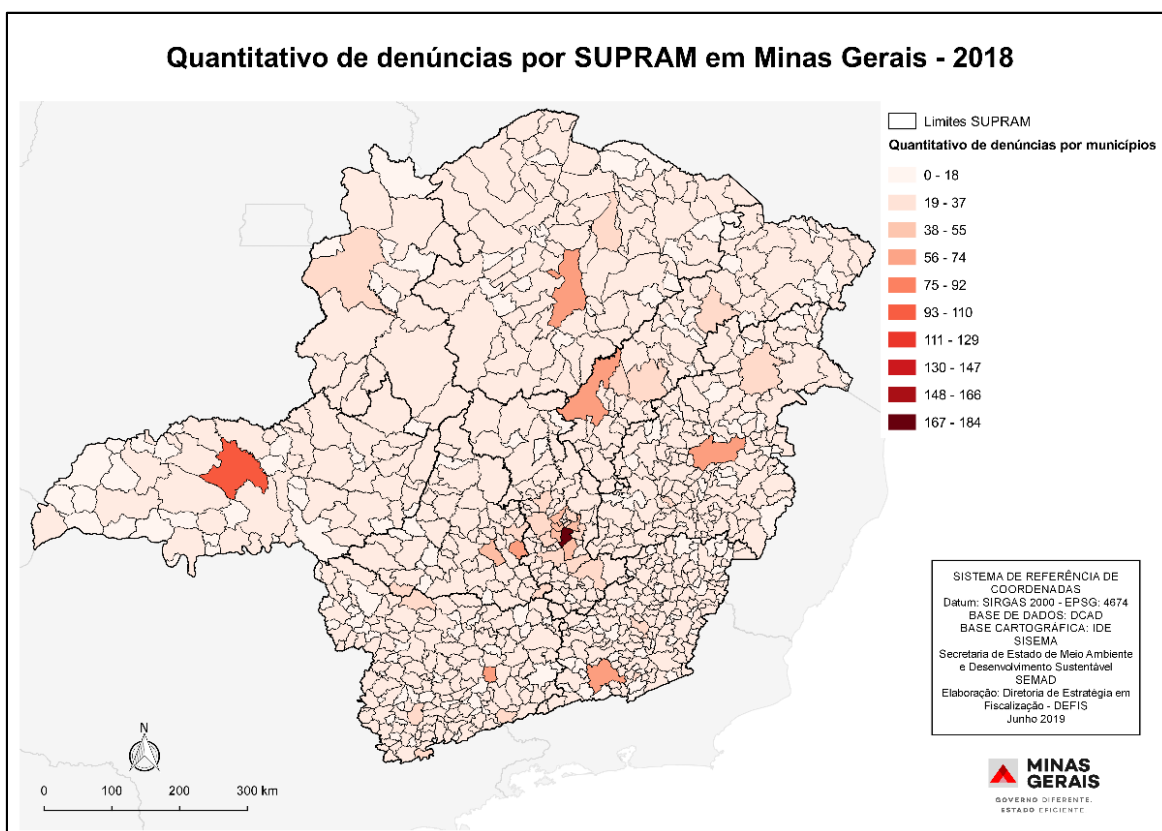 Quantitativo de denúncias por SUPRAM em Minas Gerais - 2018
Limites SUPRAM
Quantitativo de denúncias por municípios
0 - 18
19 - 37
38 - 55
56 - 74
75 - 92
93 - 110
111 - 129
130 - 147
148 - 166
167 - 184
SISTEMA DE REFERÊNCIA DE
COORDENADAS
Datum: SIRGAS 2000 - EPSG: 4674
BASE DE DADOS: DCAD
BASE CARTOGRÁFICA: IDE
SISEMA
Secretaria de Estado de Meio Ambiente
e Desenvolvimento Sustentável
SEMAD
Elaboração: Diretoria de Estratégia em
Fiscalização - DEFIS
Junho 2019
N
0 100 200 300 km
MINAS
GERAIS
GOVERNO DIFERENTE.
ESTADO EFICIENTE